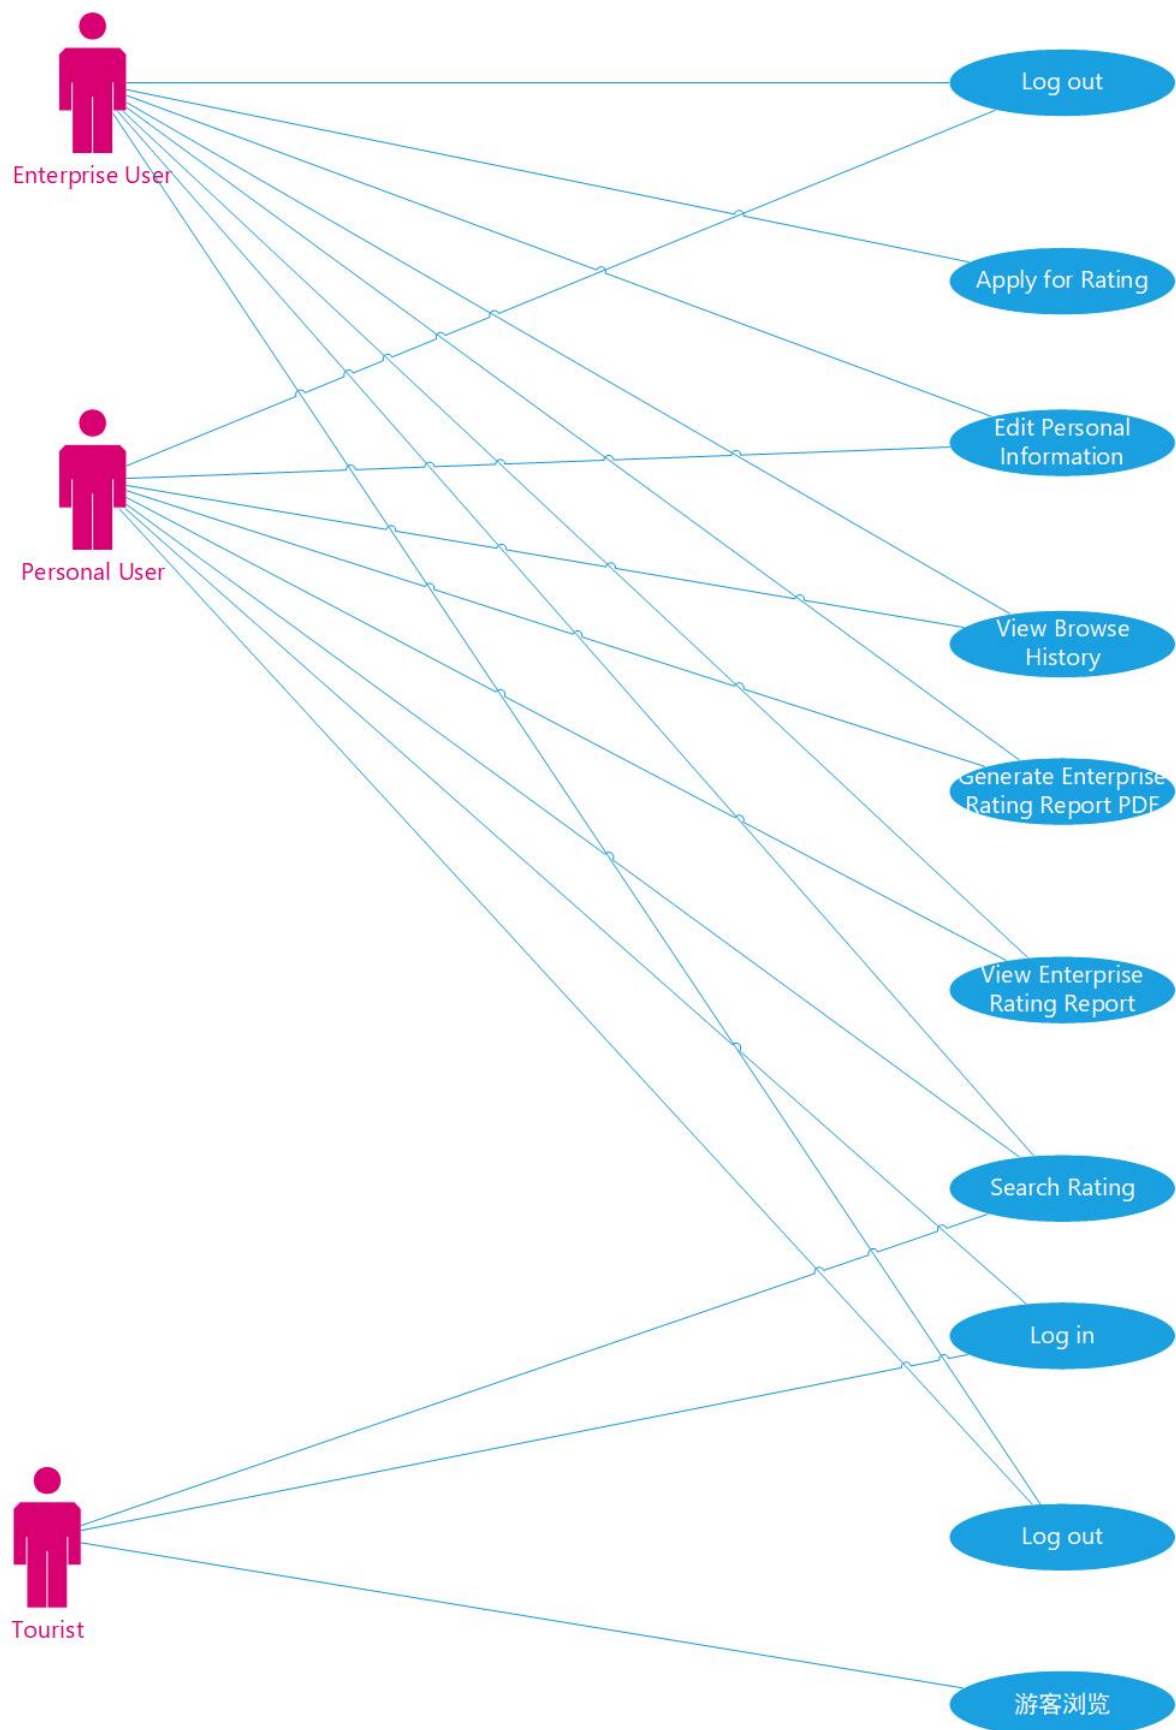 Log out
Enterprise User
Apply for Rating
Edit Personal
Information
Personal User
View Browse
History
Generate Enterprise
Rating Report PDF
View Enterprise
Rating Report
Search Rating
Log in
Log out
Tourist
游客浏览